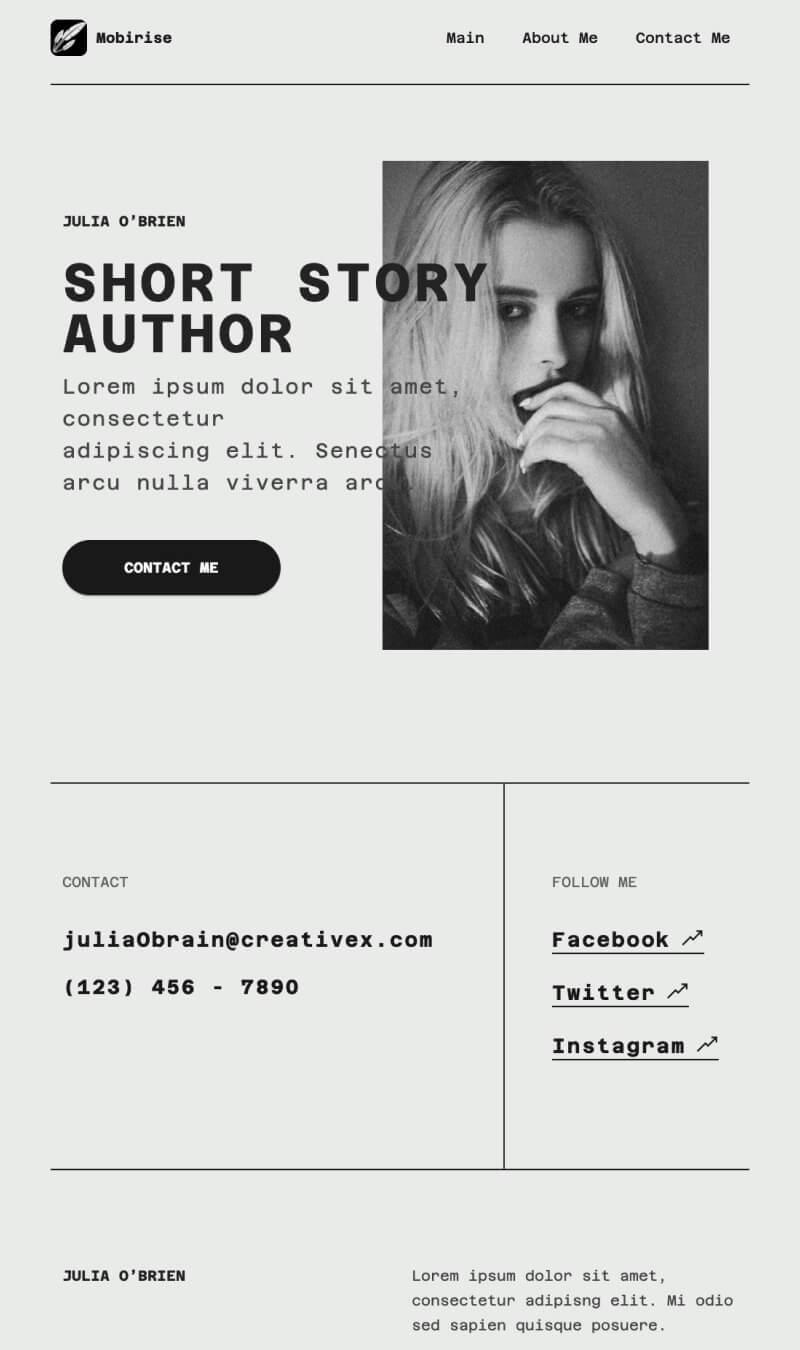 Mobirise
Main
About Me
Contact Me
JULIA O'BRIEN
SHORT STORY
AUTHOR
Lorem ipsum dolor sit amet,
consectetur
adipiscing elit. Senectus
arcu nulla viverra
CONTACT ME
CONTACT
juliaObrain@creativex.com
(123) 456 - 7890
FOLLOW ME
Facebook
Twitter
Instagram
JULIA O'BRIEN
Lorem ipsum dolor sit amet,
consectetur adipisng elit. Mi odio
sed sapien quisque posuere.